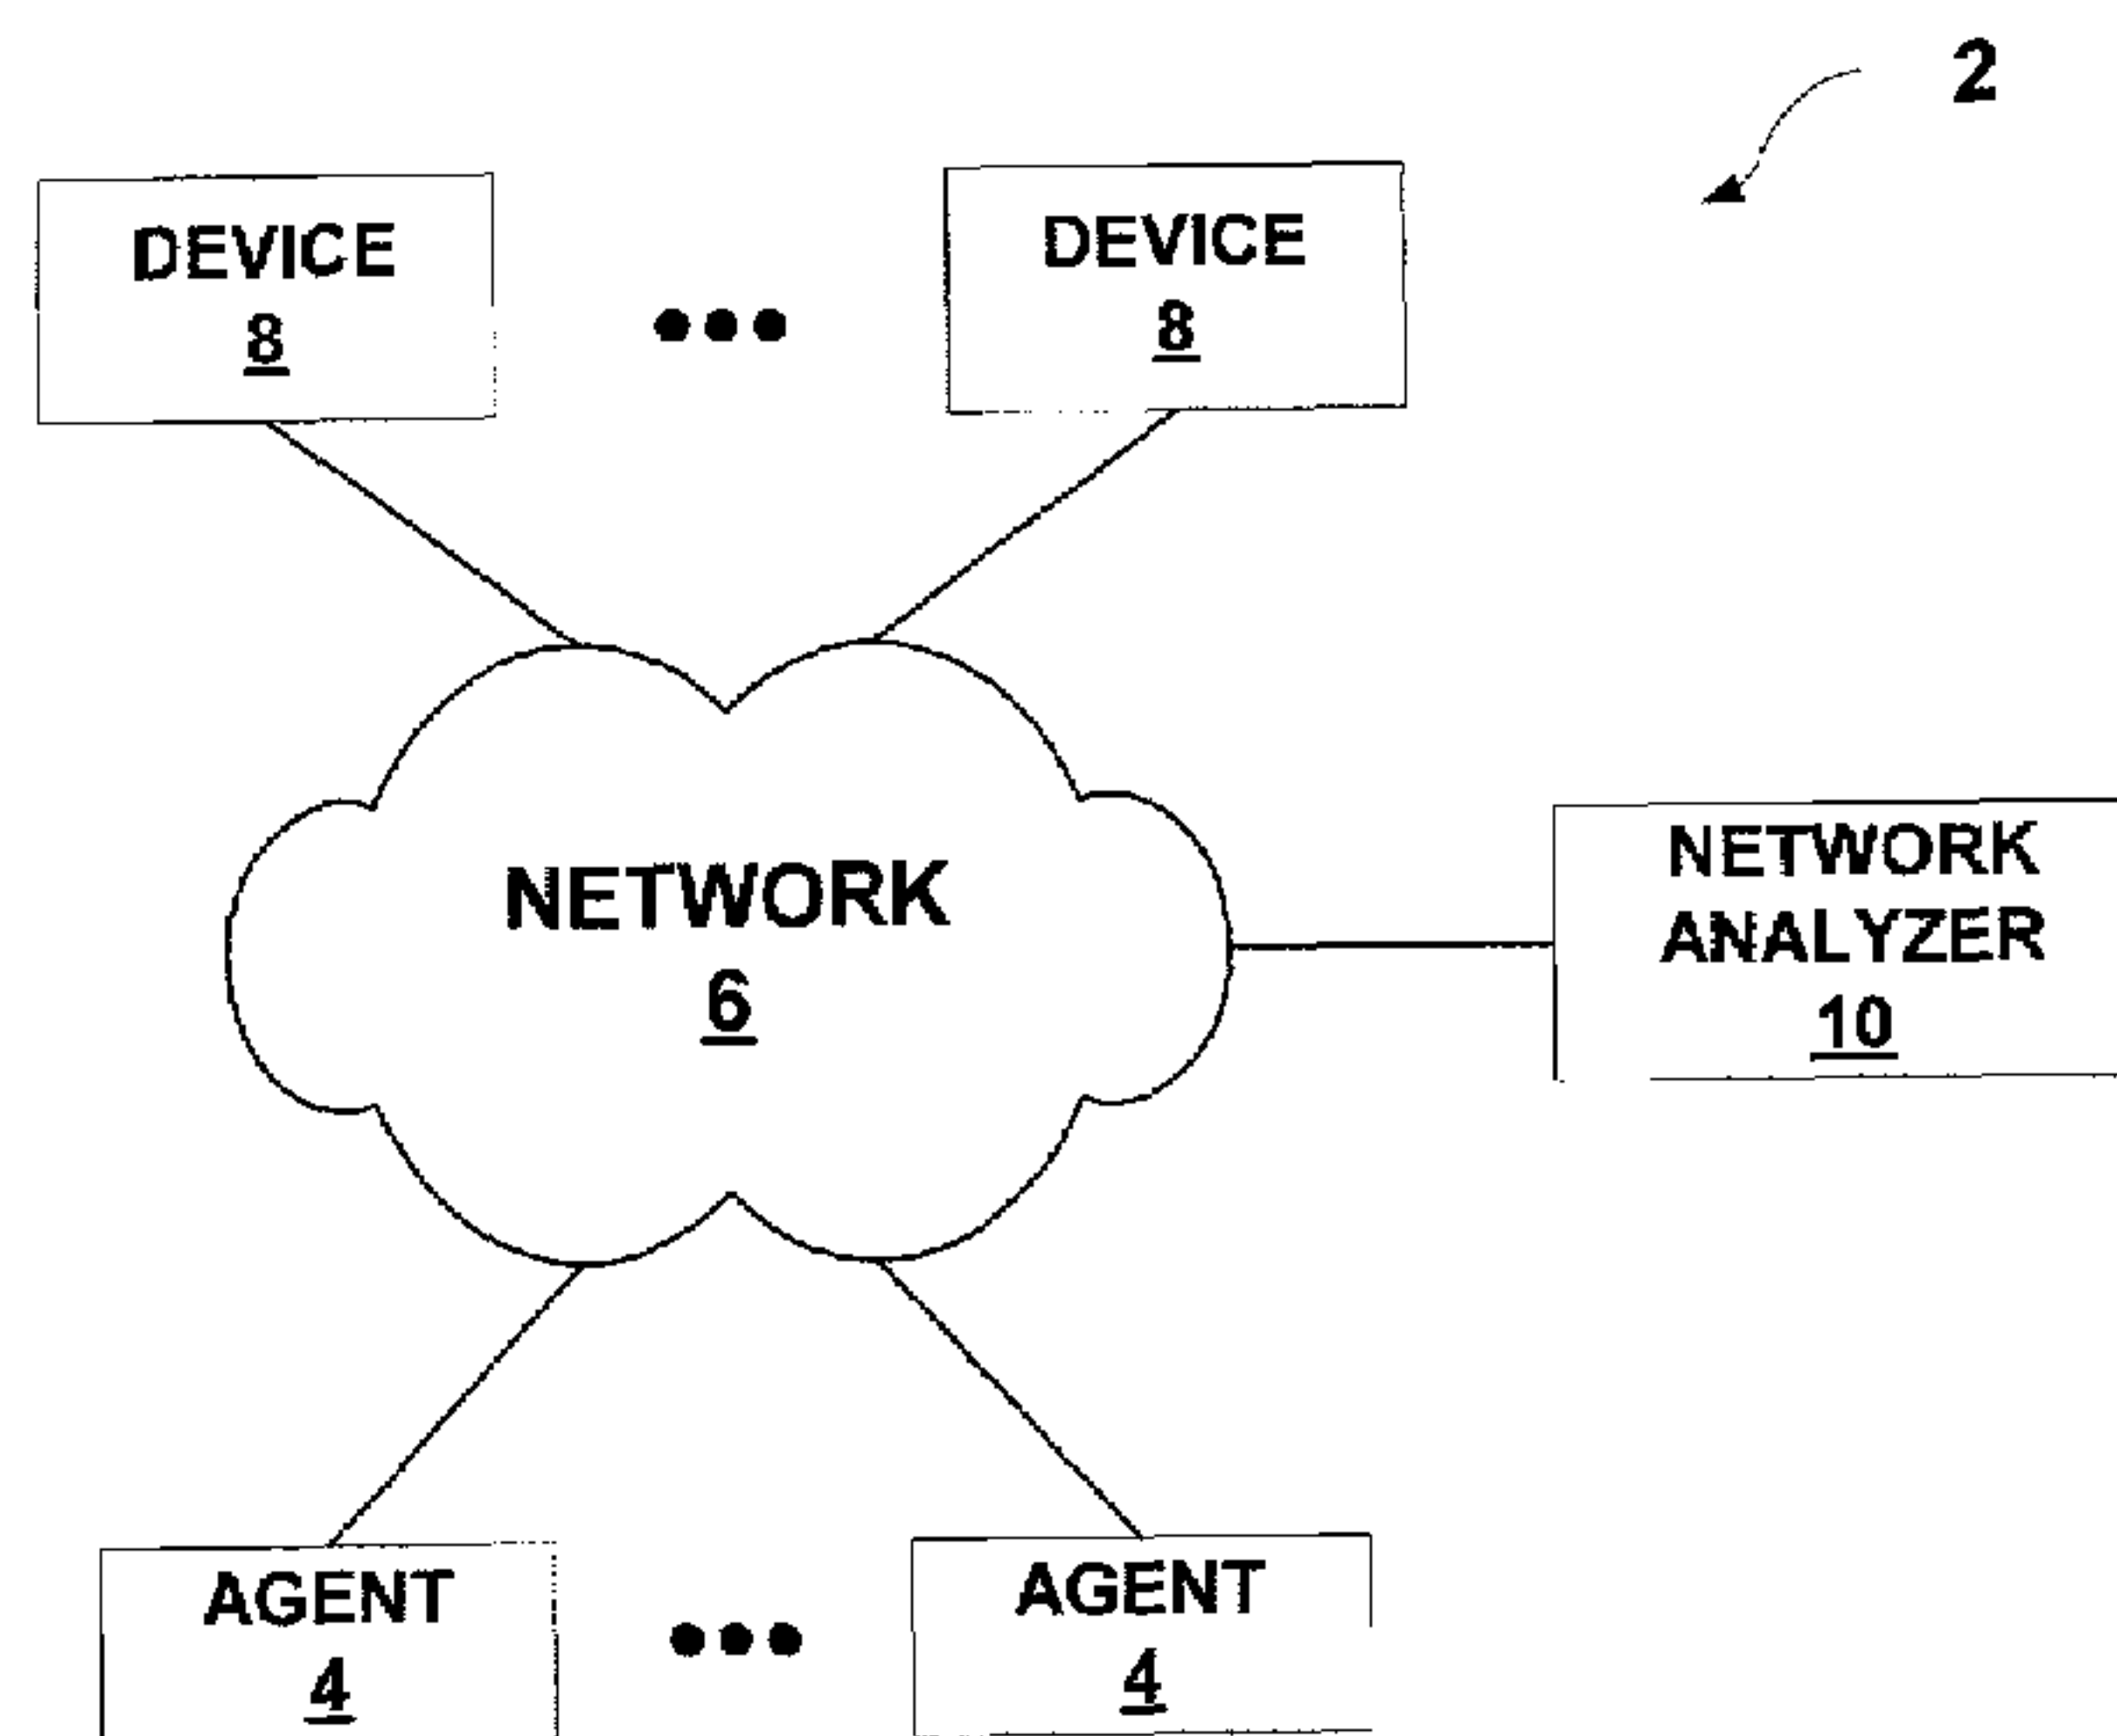 2
DEVICE
8
DEVICE
8
NETWORK
6
NETWORK
ANALYZER
10
AGENT
4
AGENT
4